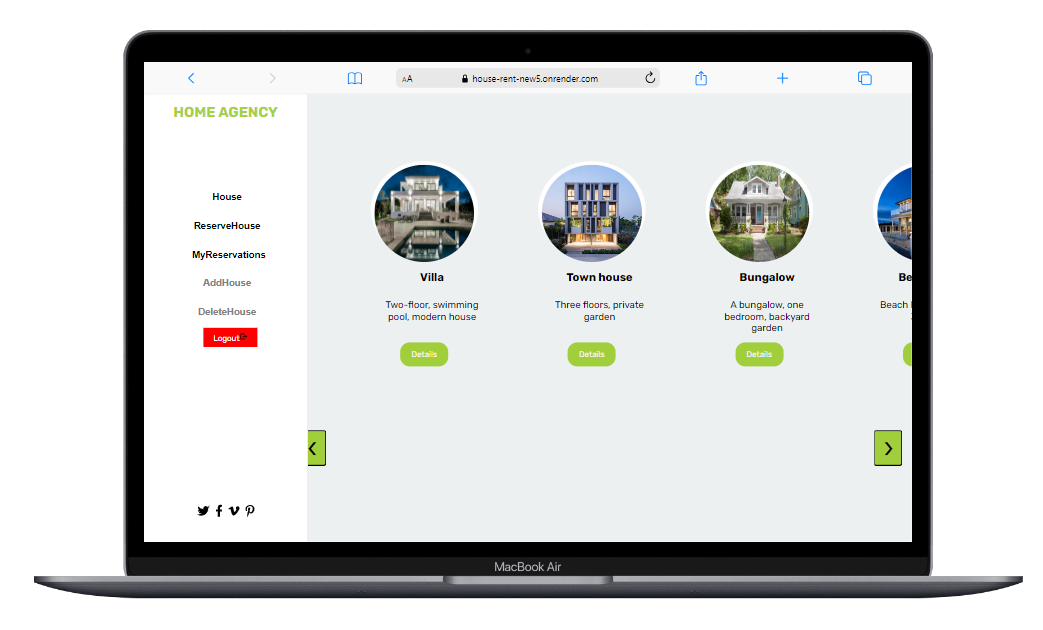 AA house-rent-new5.onrender.com
HOME AGENCY
House
ReserveHouse
MyReservations
AddHouse
DeleteHouse
Logout
Villa
Two-floor, swimming
pool, modern house
Details
Town house
Three floors, private
garden
Details
Bungalow
A bungalow, one
bedroom, backyard
garden
Details
Be
Beach
MacBook Air